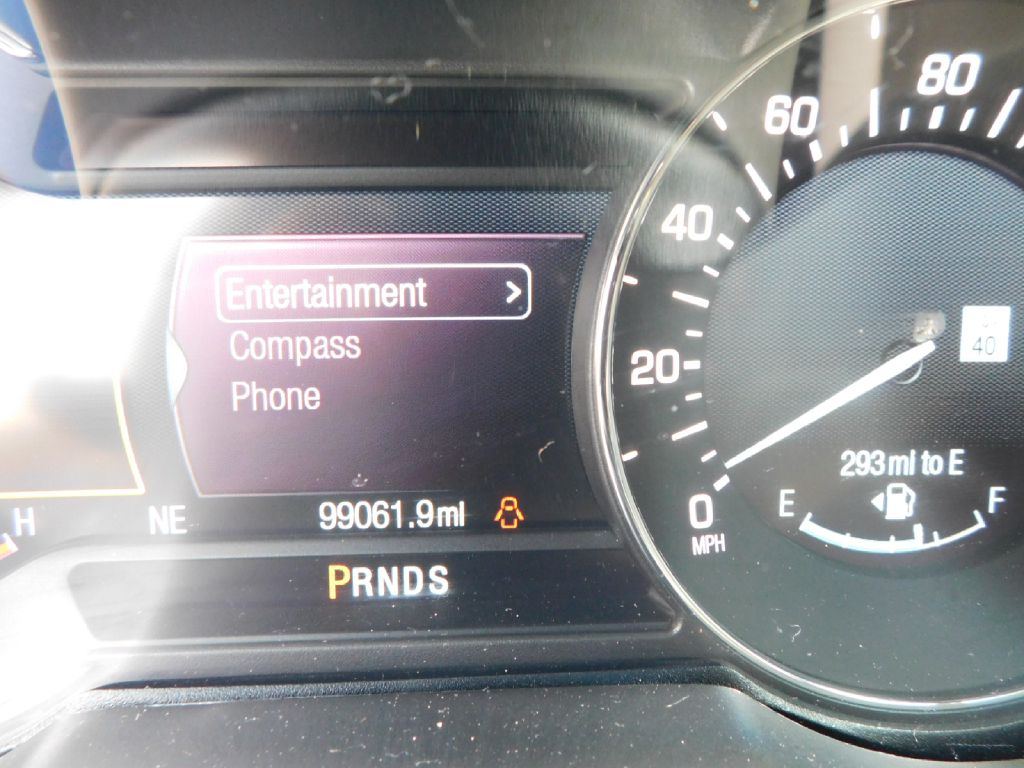 80
60
40
Entertainment >
Compass
20
40
Phone
293 mi to E
E F
H NE 99061.9mi 0
MPH
PRNDS